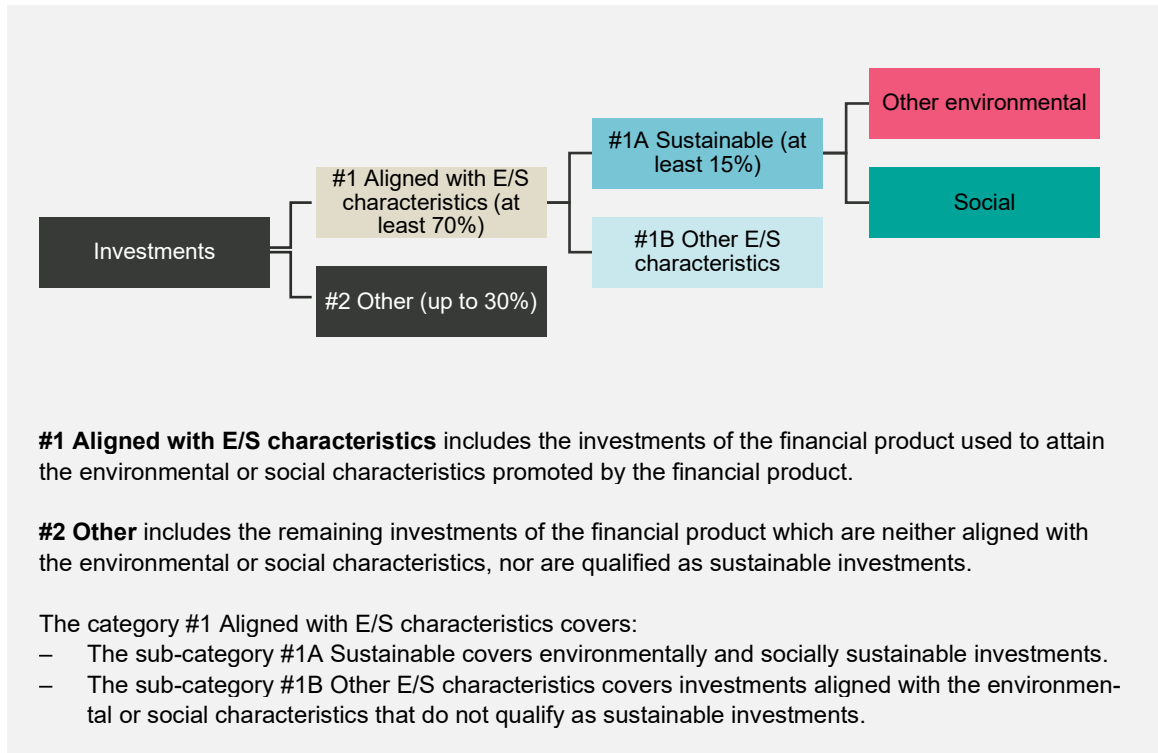 Other environmental
#1A Sustainable (at
least 15%)
#1 Aligned with E/S
characteristics (at
least 70%)
Social
Investments
#1B Other E/S
characteristics
#2 Other (up to 30%)
#1 Aligned with E/S characteristics includes the investments of the financial product used to attain
the environmental or social characteristics promoted by the financial product.
#2 Other includes the remaining investments of the financial product which are neither aligned with
the environmental or social characteristics, nor are qualified as sustainable investments.
The category #1 Aligned with E/S characteristics covers:
– The sub-category #1A Sustainable covers environmentally and socially sustainable investments.
– The sub-category #1B Other E/S characteristics covers investments aligned with the environmen-
tal or social characteristics that do not qualify as sustainable investments.